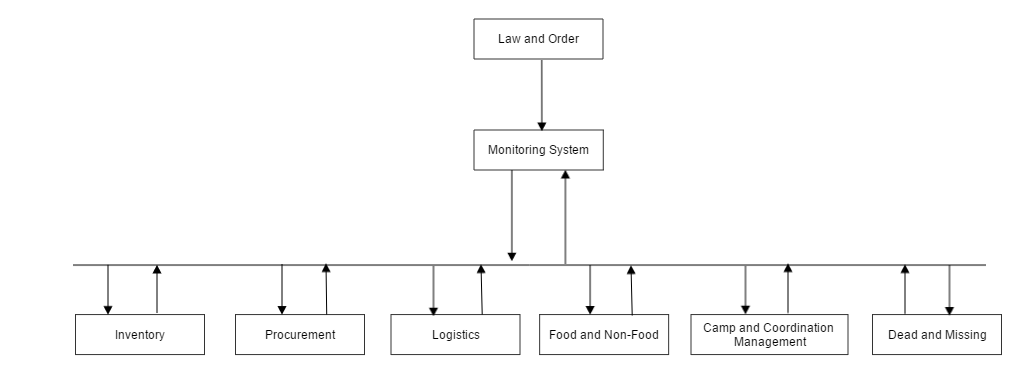 Law and Order
Monitoring System
Inventory
Procurement
Logistics
Food and Non-Food
Camp and Coordination
Management
Dead and Missing